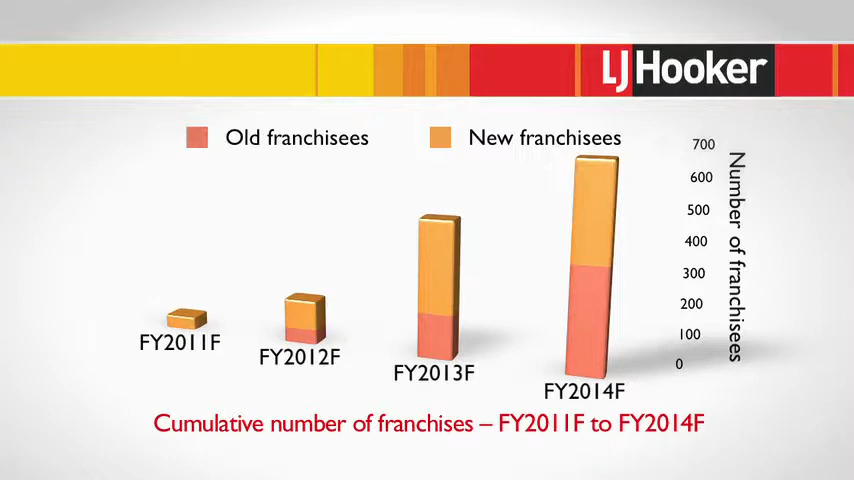 LJ Hooker
Old franchisees
New franchisees
700
600
500
400
300
200
100
0
Number of franchisees
FY2011F
FY2012F
FY2013F
FY2014F
Cumulative number of franchises – FY2011F to FY2014F